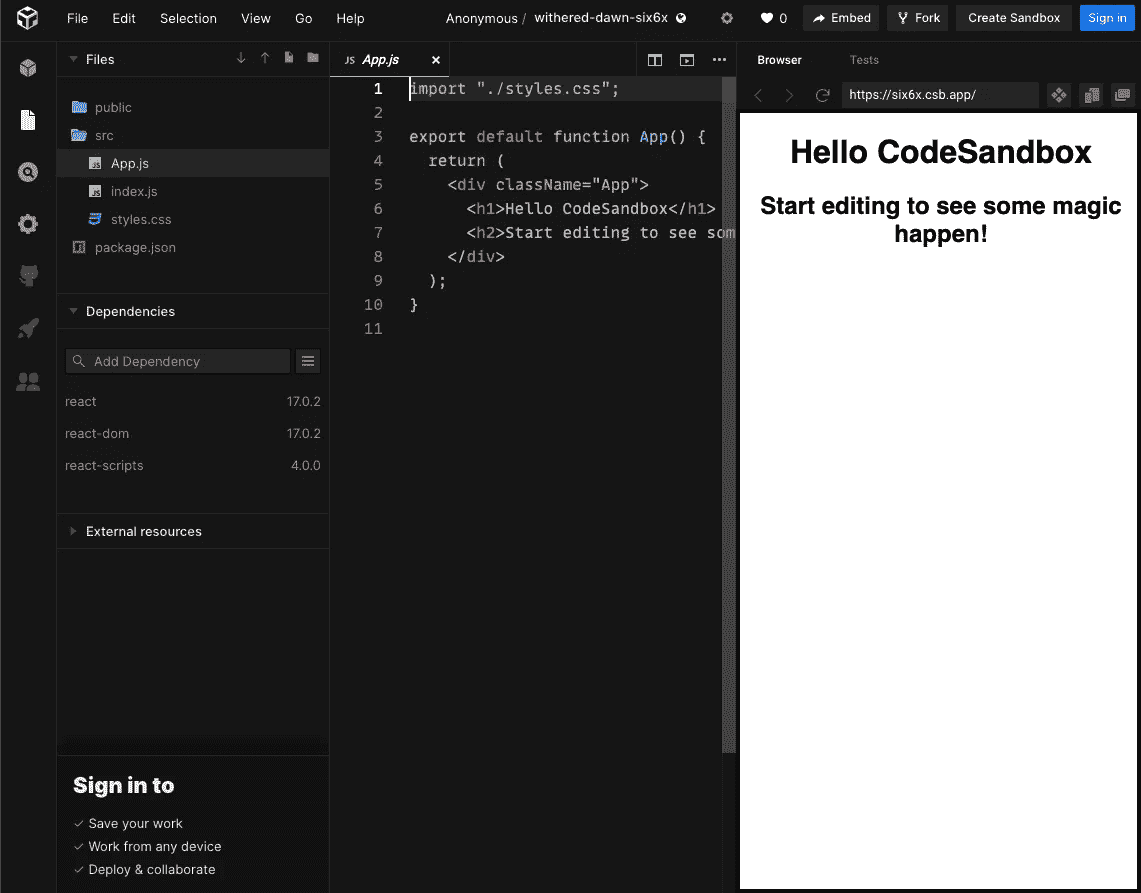 File Edit Selection View Go Help Anonymous / withered-dawn-six6x 0 Embed Fork Create Sandbox Sign in
Files
public
src
App.js
index.js
styles.css
package.json
Dependencies
Add Dependency
react 17.0.2
react-dom 17.0.2
react-scripts 4.0.0
External resources
Sign in to
Save your work
Work from any device
Deploy & collaborate
JS App.js
1 import "./styles.css";
2
3 export default function App() {
4 return (
5 <div className="App">
6 <h1>Hello CodeSandbox</h1>
7 <h2>Start editing to see som
8 </div>
9 );
10 }
11
Browser Tests
https://six6x.csb.app/
Hello CodeSandbox
Start editing to see some magic
happen!